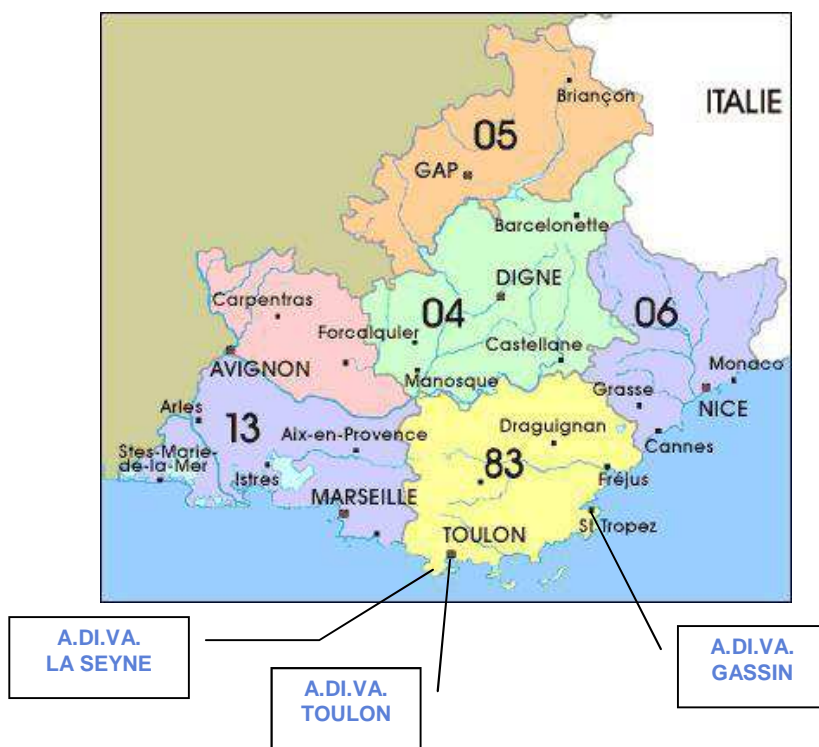 Briançon
ITALIE
05
GAP
Barcelonette
DIGNE
Carpentras
04
06
Forcalquier
Castellane
AVIGNON
Manosque
Monaco
Grasse
NICE
Arles
13
Aix-en-Provence
Draguignan
Cannes
Stes-Marie-
de-la-Mer
83
Istres
Fréjus
MARSEILLE
St Tropez
TOULON
A.DI.VA.
LA SEYNE
A.DI.VA.
TOULON
A.DI.VA.
GASSIN